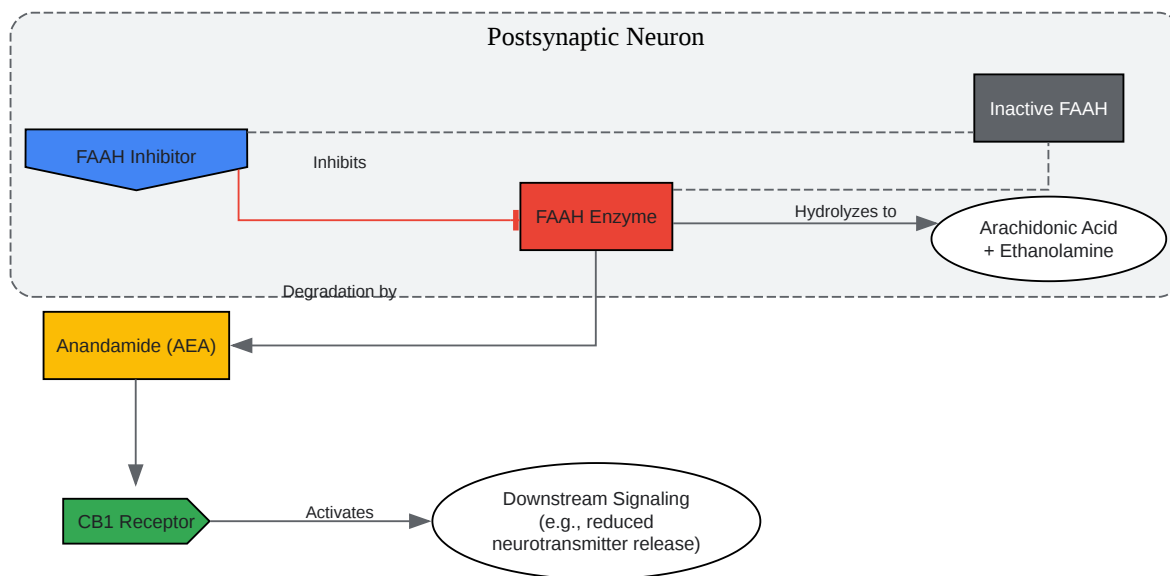 Postsynaptic Neuron
Inactive FAAH
FAAH Inhibitor
Inhibits
FAAH Enzyme
Hydrolyzes to
Arachidonic Acid
+ Ethanolamine
Degradation by
Anandamide (AEA)
CB1 Receptor
Activates
Downstream Signaling
(e.g., reduced
neurotransmitter release)